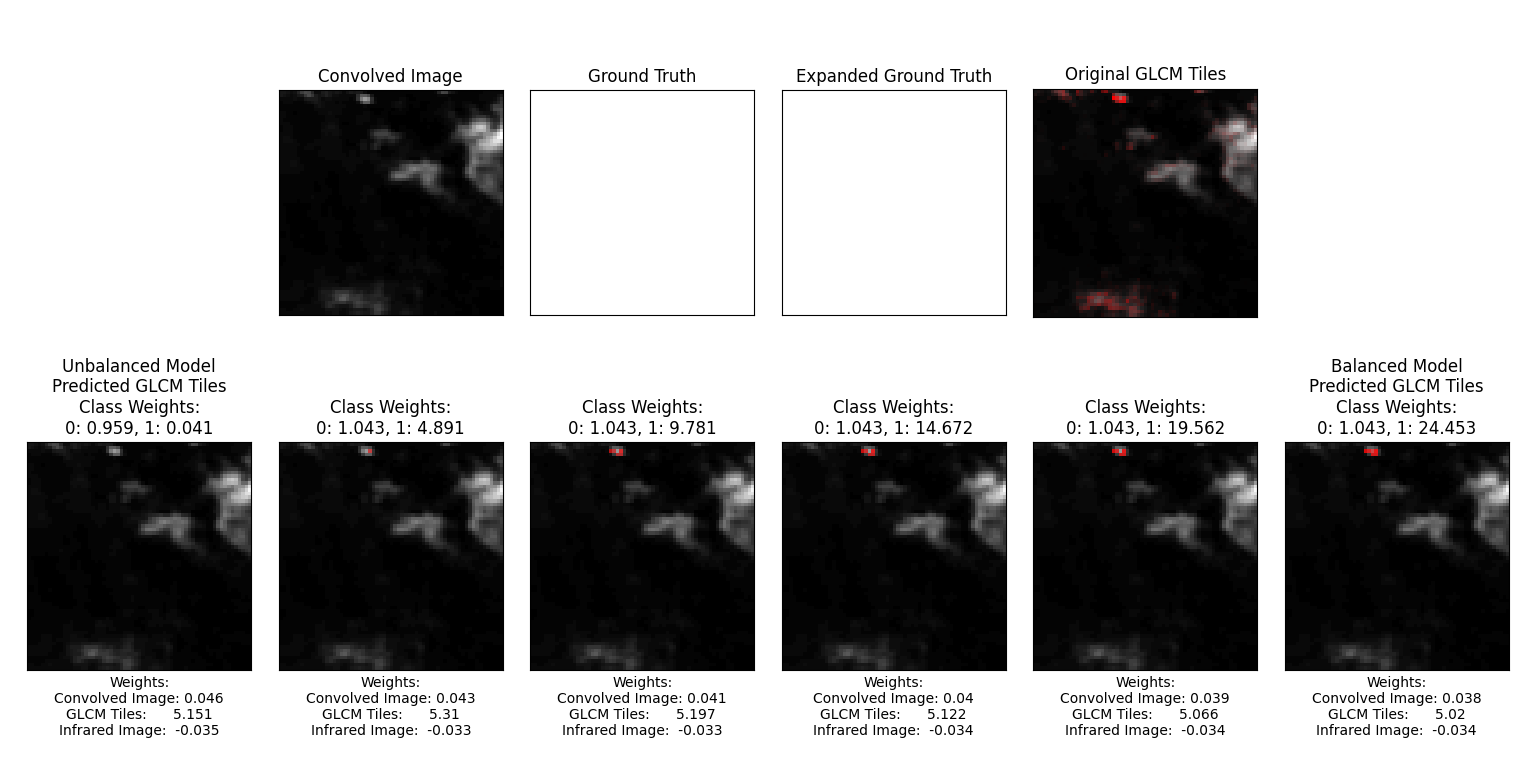 Convolved Image
Ground Truth
Expanded Ground Truth
Original GLCM Tiles
Unbalanced Model
Predicted GLCM Tiles
Class Weights:
0: 0.959, 1: 0.041
Class Weights:
0: 1.043, 1: 4.891
Class Weights:
0: 1.043, 1: 9.781
Class Weights:
0: 1.043, 1: 14.672
Class Weights:
0: 1.043, 1: 19.562
Balanced Model
Predicted GLCM Tiles
Class Weights:
0: 1.043, 1: 24.453
Weights:
Convolved Image: 0.046
GLCM Tiles: 5.151
Infrared Image: -0.035
Weights:
Convolved Image: 0.043
GLCM Tiles: 5.31
Infrared Image: -0.033
Weights:
Convolved Image: 0.041
GLCM Tiles: 5.197
Infrared Image: -0.033
Weights:
Convolved Image: 0.04
GLCM Tiles: 5.122
Infrared Image: -0.034
Weights:
Convolved Image: 0.039
GLCM Tiles: 5.066
Infrared Image: -0.034
Weights:
Convolved Image: 0.038
GLCM Tiles: 5.02
Infrared Image: -0.034